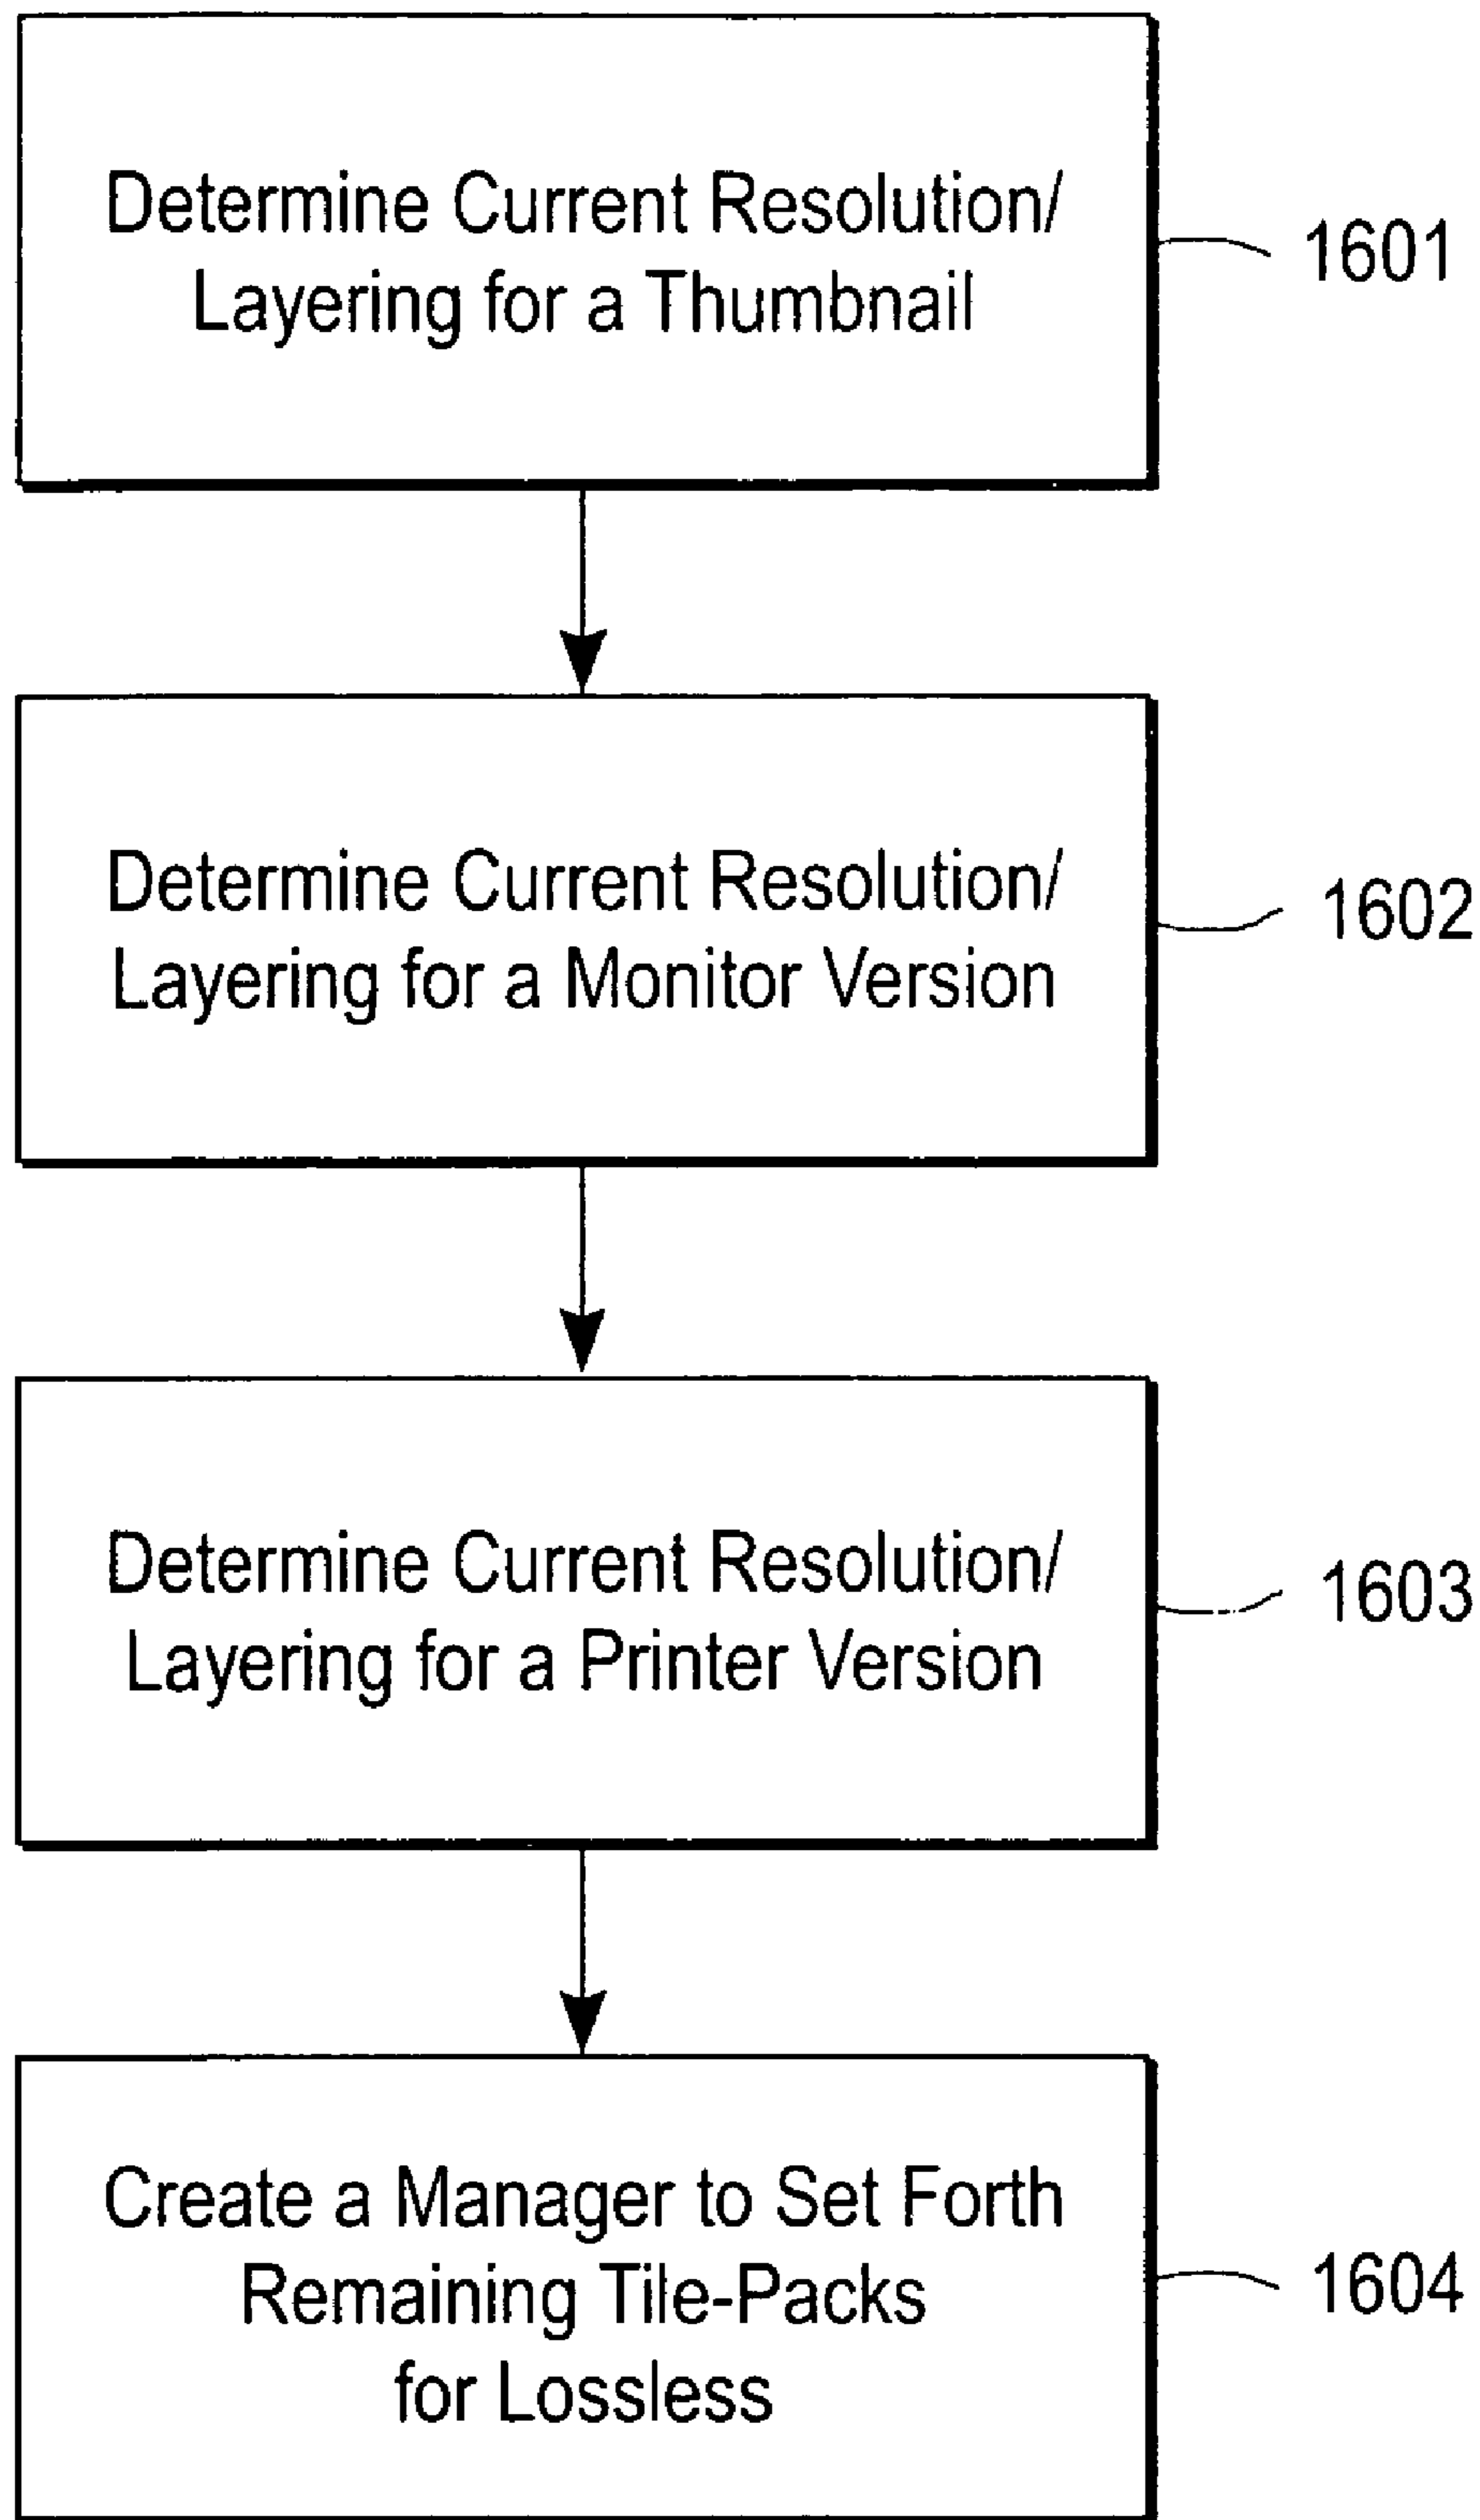 Determine Current Resolution/
Layering for a Thumbnail
1601
Determine Current Resolution/
Layering for a Monitor Version
1602
Determine Current Resolution/
Layering for a Printer Version
1603
Create a Manager to Set Forth
Remaining Tile-Packs
for Lossless
1604